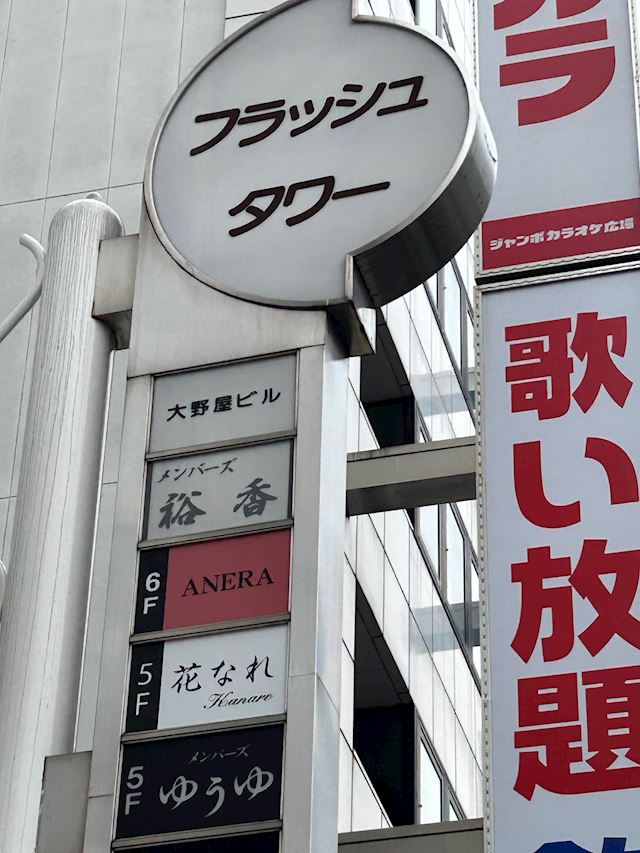 フラッシュ
タワー
大野屋ビル
メンバーズ
裕香
6F
ANERA
5F
花なれ
Kanare
5F
メンバーズ
ゆうゆ
カラ
ジャンボカラオケ広場
歌い放題